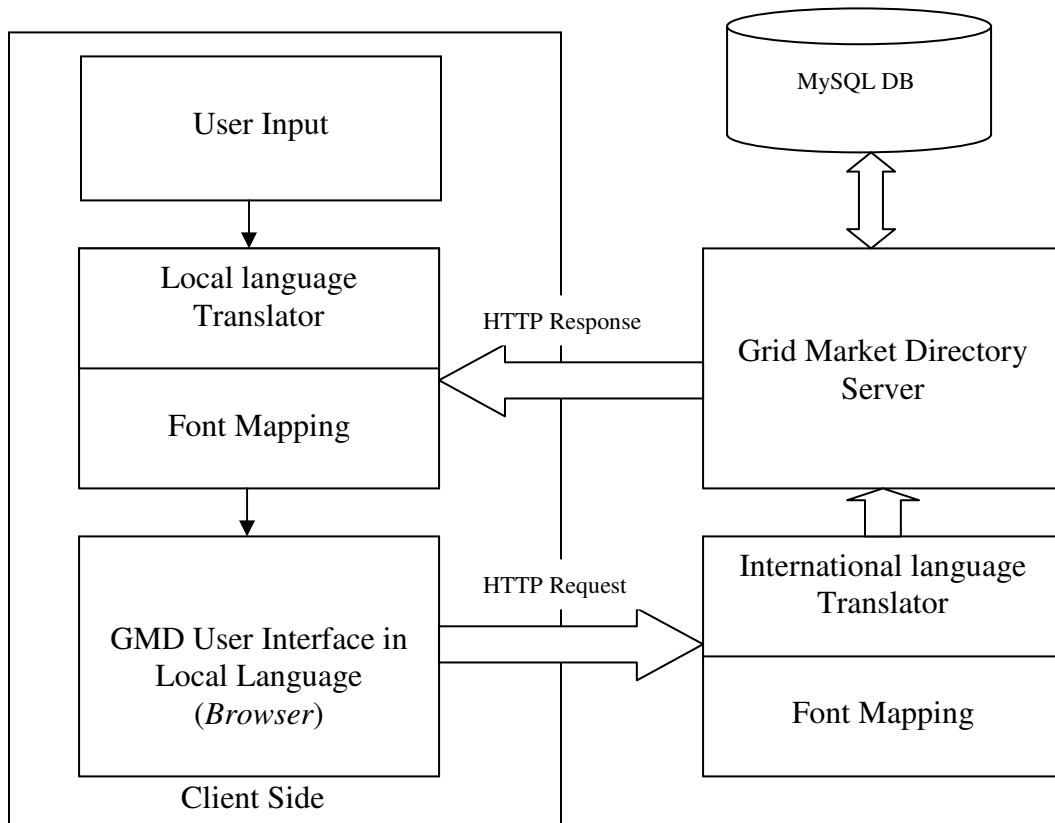 User Input
Local language
Translator
Font Mapping
GMD User Interface in
Local Language
(Browser)
Client Side
HTTP Response
HTTP Request
MySQL DB
Grid Market Directory
Server
International language
Translator
Font Mapping